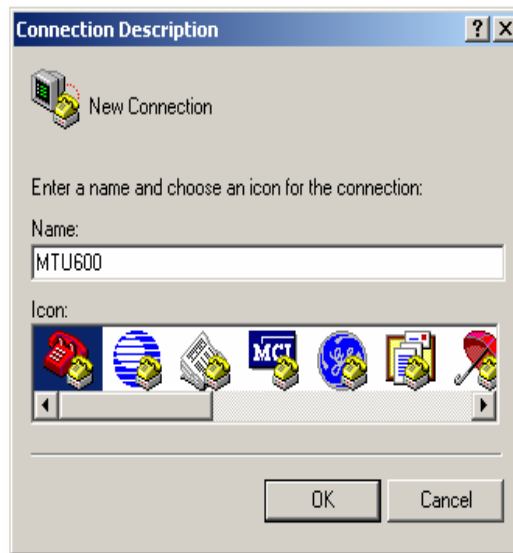 Connection Description
New Connection
Enter a name and choose an icon for the connection:
Name:
MTU600
Icon:
MCI
OK
Cancel